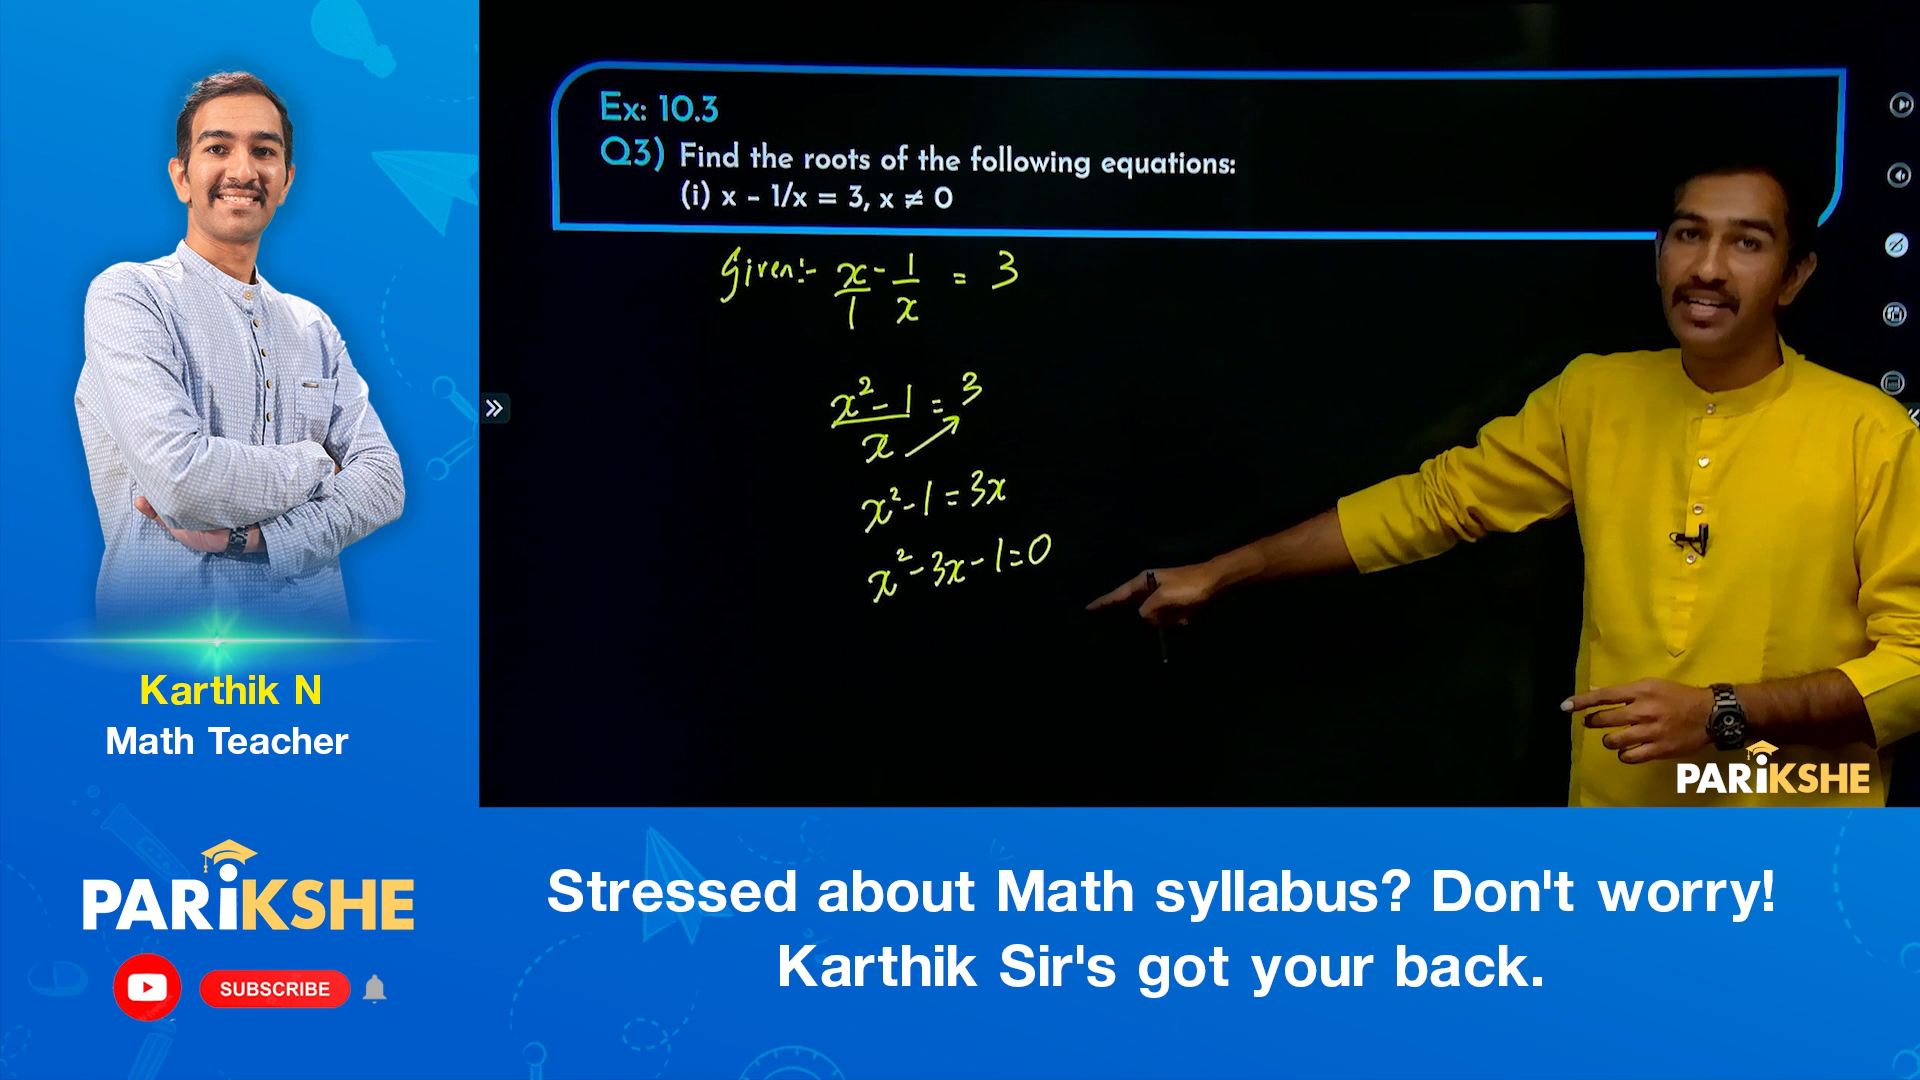 Ex: 10.3
Q3) Find the roots of the following equations:
(i) x - 1/x = 3, x ≠ 0
Given:- x/1 - 1/x = 3
x² - 1 / x = 3
x² - 1 = 3x
x² - 3x - 1 = 0
PARiKSHE
Karthik N
Math Teacher
PARiKSHE
SUBSCRIBE
Stressed about Math syllabus? Don't worry!
Karthik Sir's got your back.